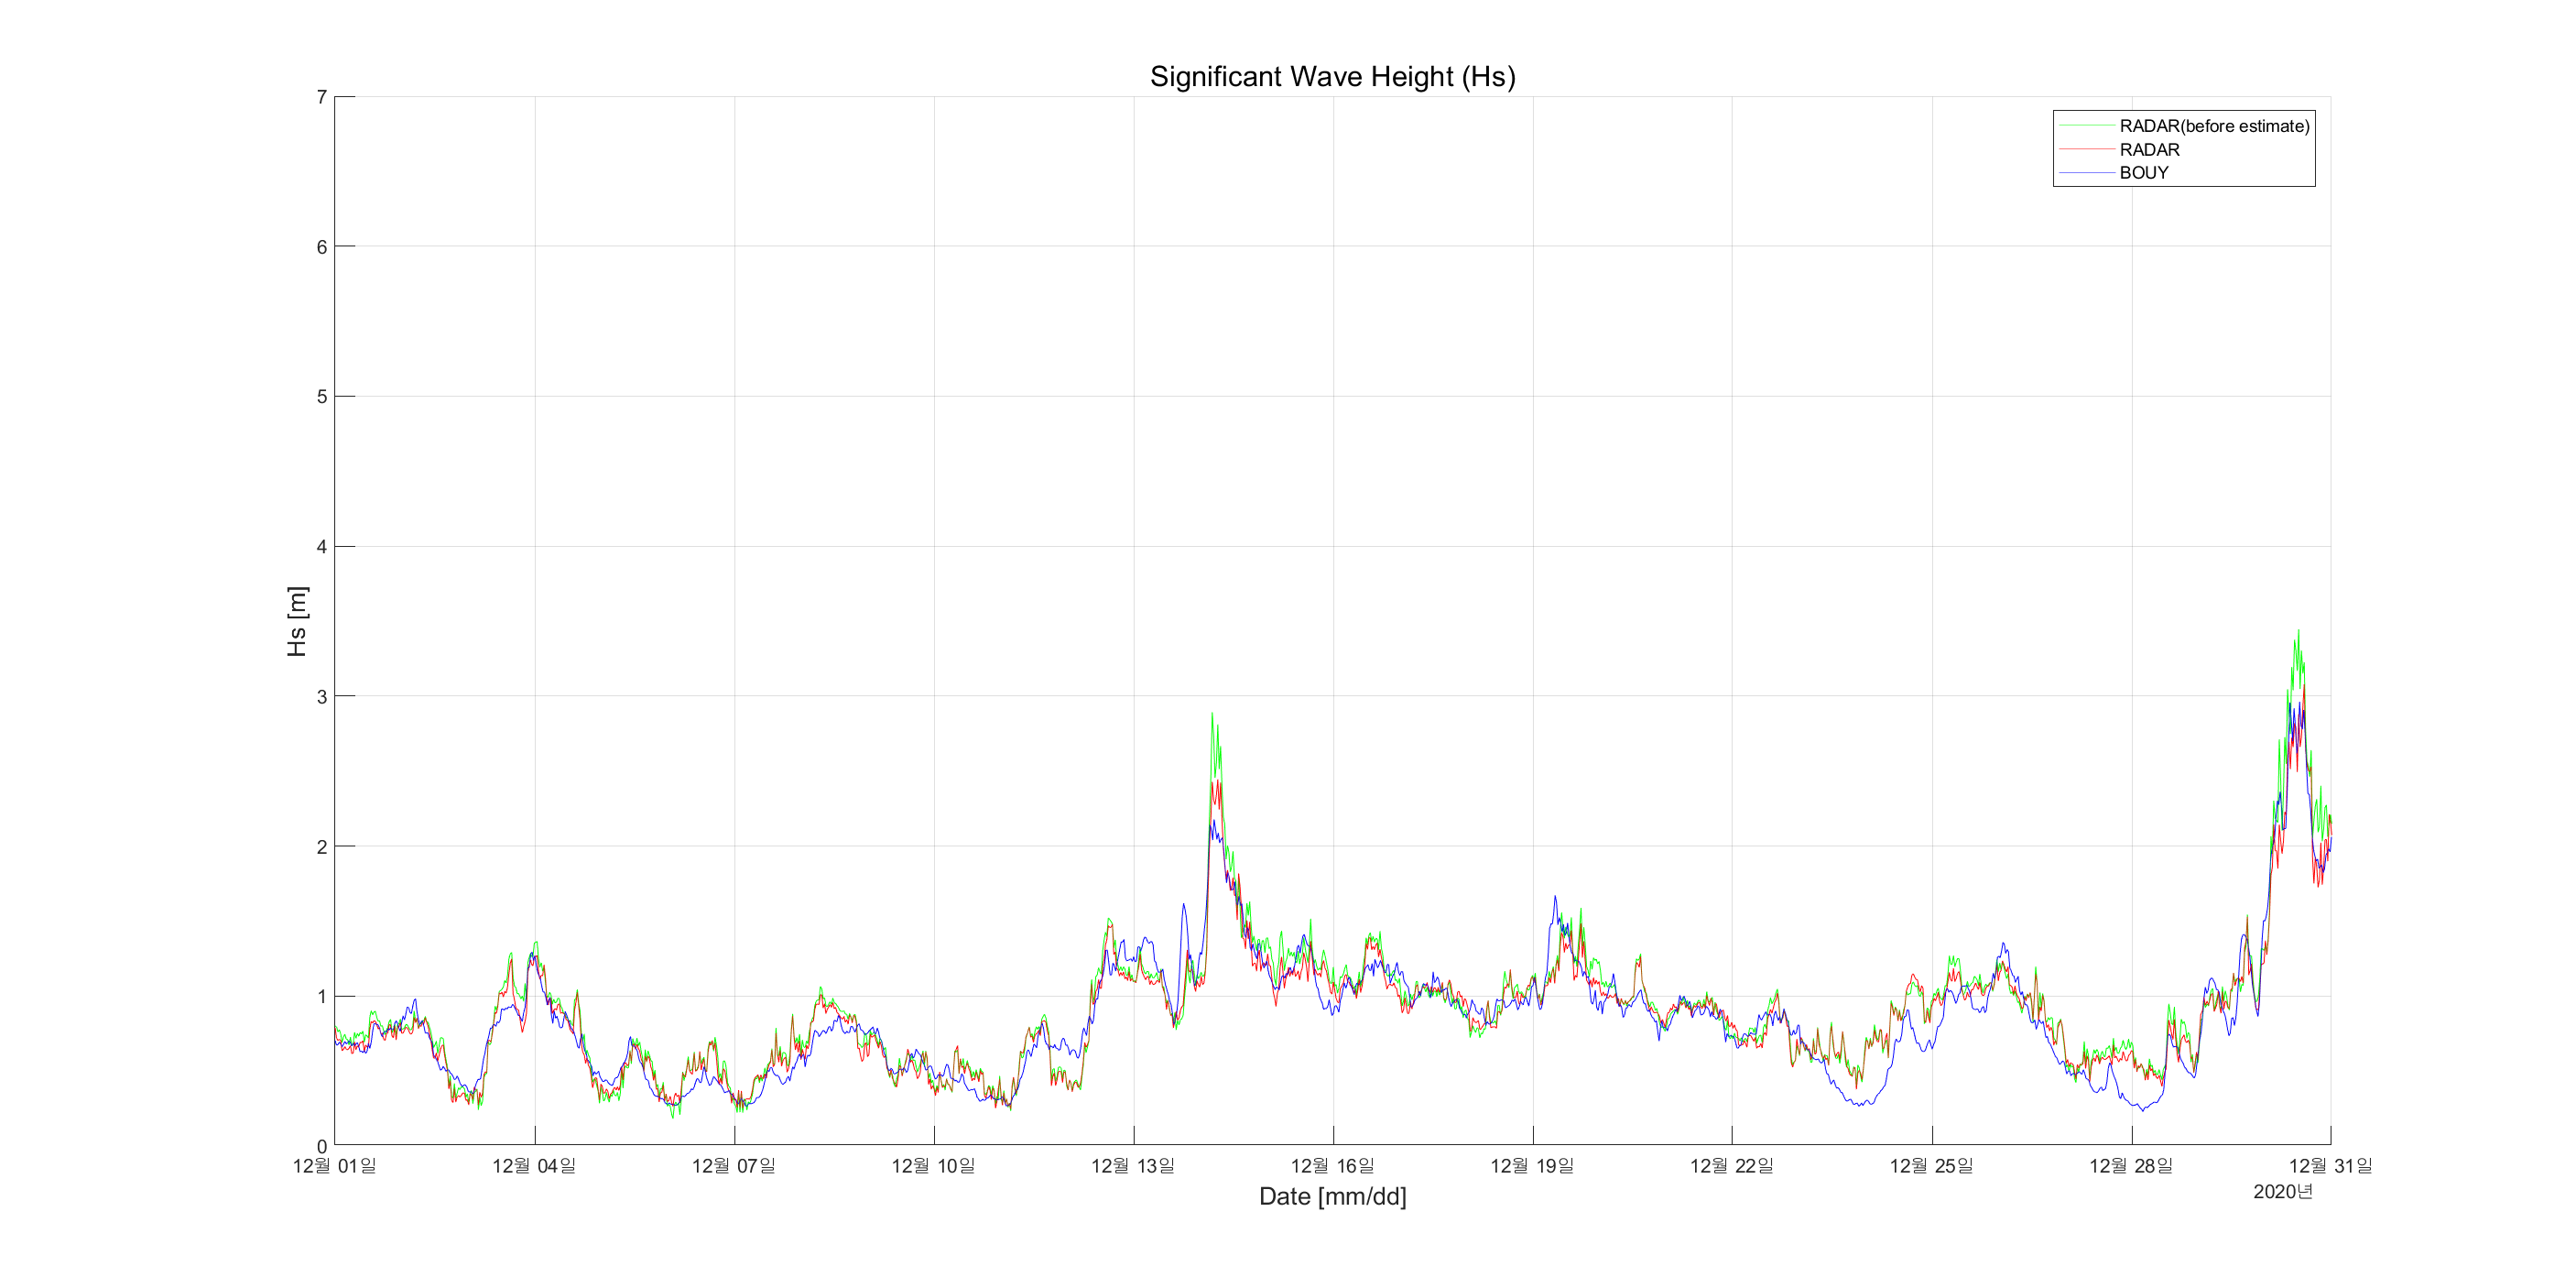 Significant Wave Height (Hs)
RADAR(before estimate)
RADAR
BOUY
7
6
5
4
3
2
1
0
Hs [m]
12월 01일 12월 04일 12월 07일 12월 10일 12월 13일 12월 16일 12월 19일 12월 22일 12월 25일 12월 28일 12월 31일
2020년
Date [mm/dd]